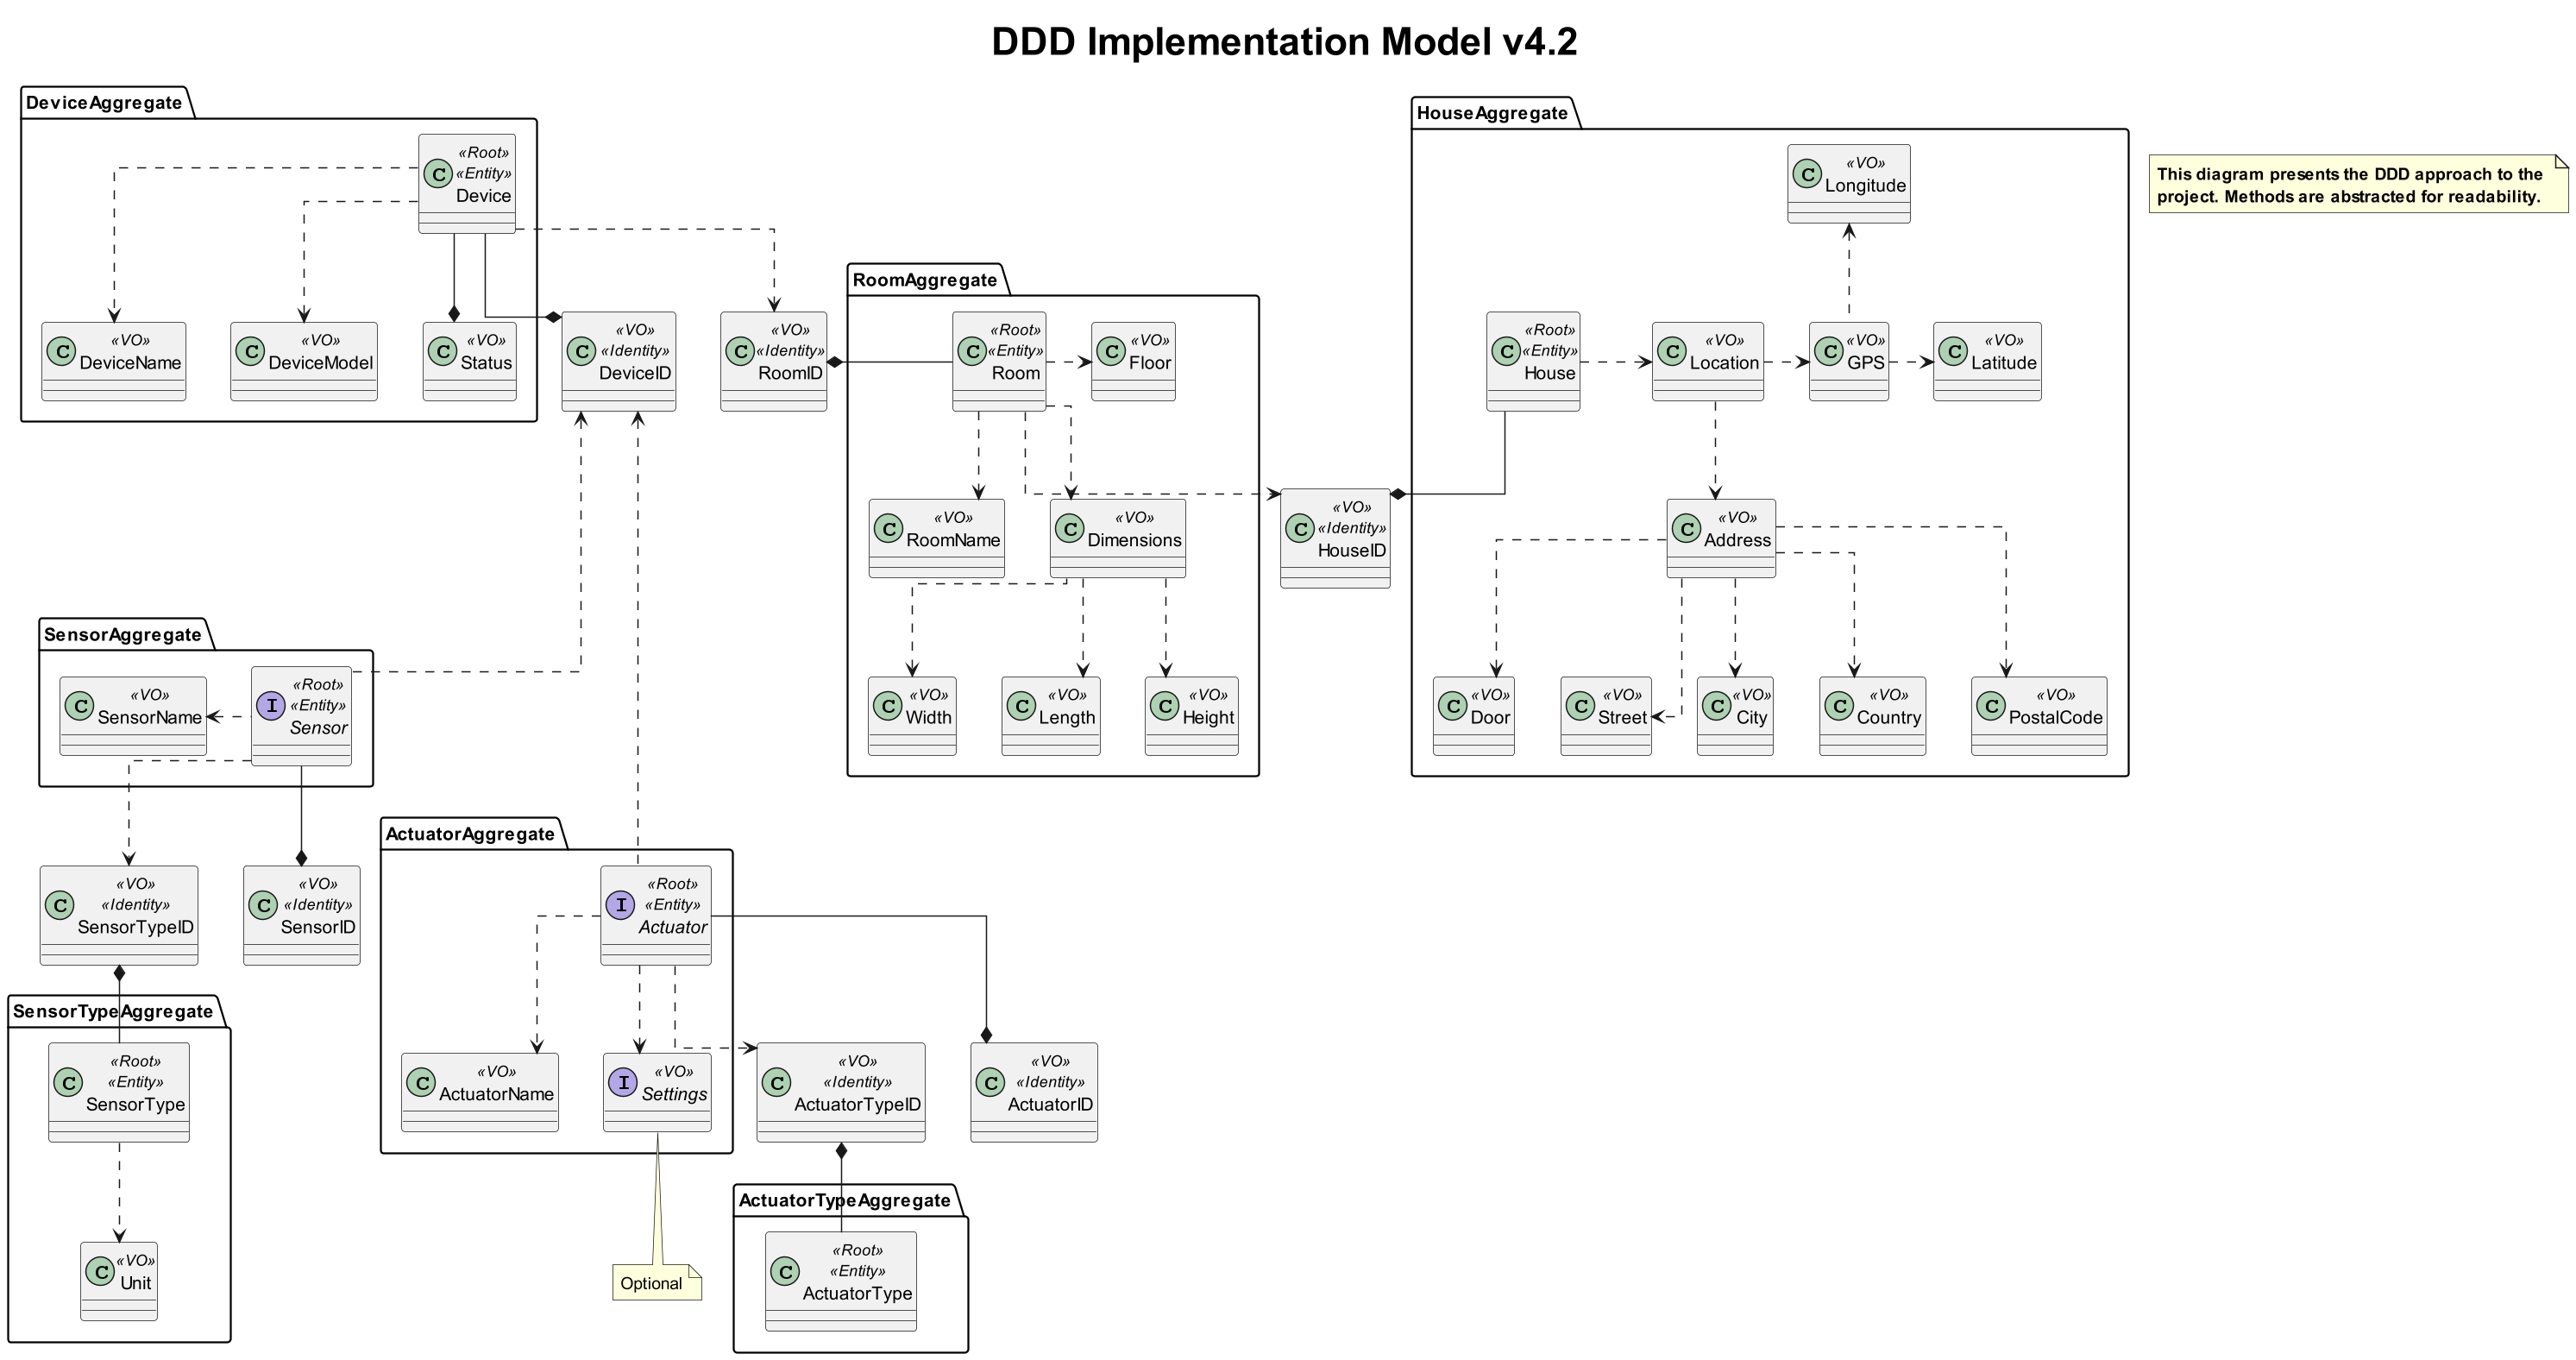 DDD Implementation Model v4.2
DeviceAggregate
C
«Root»
«Entity»
Device
C
«VO»
DeviceName
C
«VO»
DeviceModel
C
«VO»
Status
C
«VO»
«Identity»
DeviceID
C
«VO»
«Identity»
RoomID
RoomAggregate
C
«Root»
«Entity»
Room
C
«VO»
Floor
C
«VO»
RoomName
C
«VO»
Dimensions
C
«VO»
Width
C
«VO»
Length
C
«VO»
Height
C
«VO»
«Identity»
HouseID
HouseAggregate
C
«VO»
Longitude
C
«Root»
«Entity»
House
C
«VO»
Location
C
«VO»
GPS
C
«VO»
Latitude
C
«VO»
Address
C
«VO»
Door
C
«VO»
Street
C
«VO»
City
C
«VO»
Country
C
«VO»
PostalCode
This diagram presents the DDD approach to the
project. Methods are abstracted for readability.
SensorAggregate
C
«VO»
SensorName
I
«Root»
«Entity»
Sensor
C
«VO»
«Identity»
SensorTypeID
C
«VO»
«Identity»
SensorID
SensorTypeAggregate
C
«Root»
«Entity»
SensorType
C
«VO»
Unit
ActuatorAggregate
I
«Root»
«Entity»
Actuator
C
«VO»
ActuatorName
I
«VO»
Settings
C
«VO»
«Identity»
ActuatorTypeID
C
«VO»
«Identity»
ActuatorID
Optional
ActuatorTypeAggregate
C
«Root»
«Entity»
ActuatorType